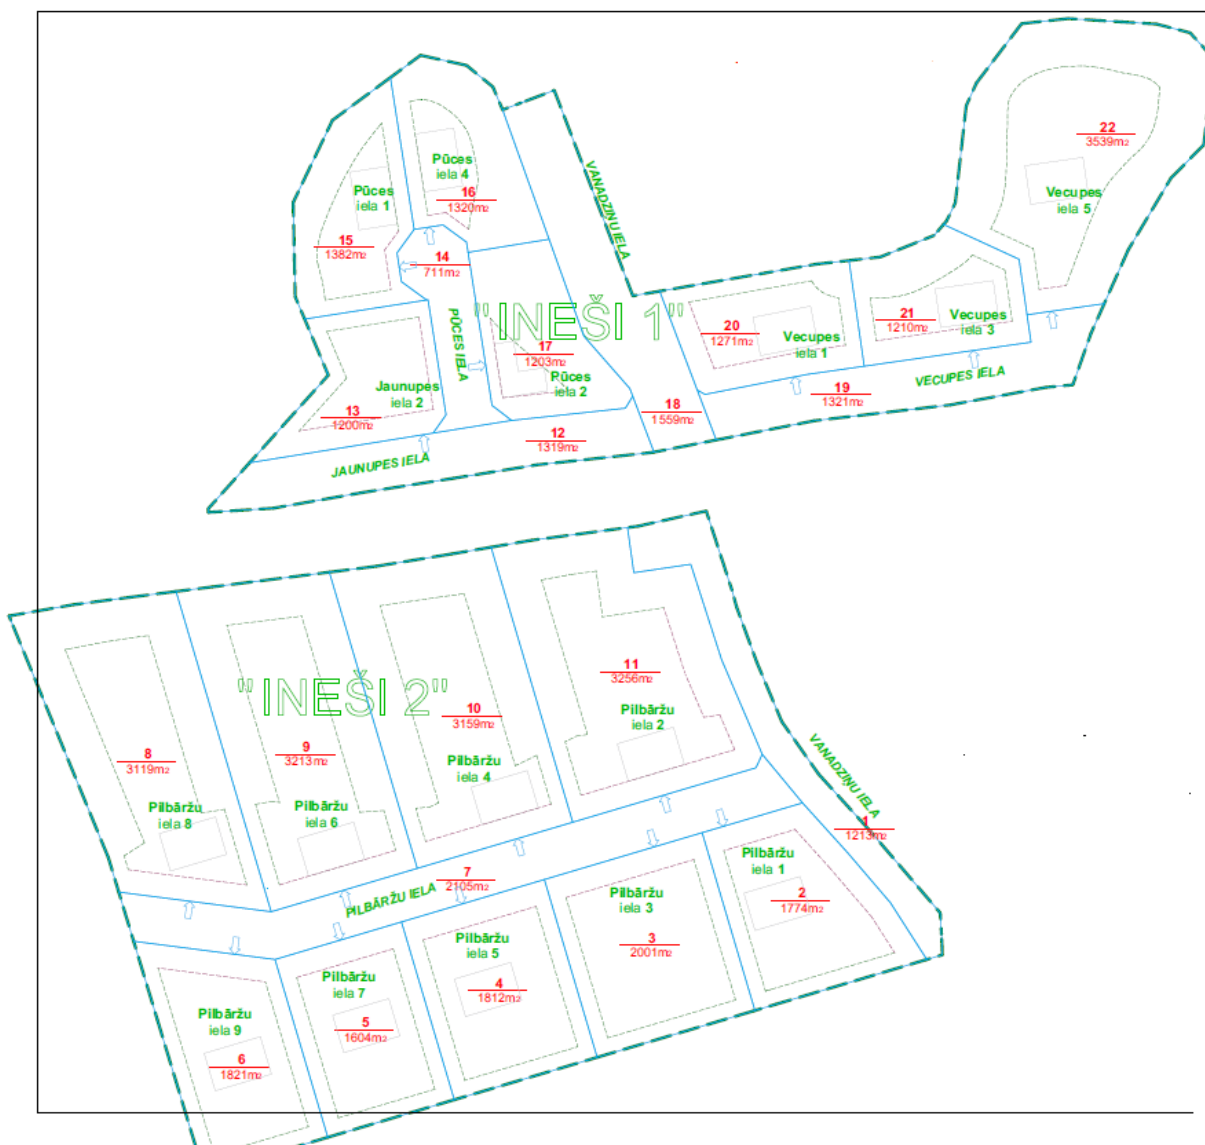 22
3539m2
Vecupes
iela 5
Pūces
iela 4
16
1320m2
Pūces
iela 1
15
1382m2
14
711m2
VANADZIŅU IELA
"INEŠI 1"
PŪCES IELA
17
1203m2
Pūces
iela 2
20
1271m2
Vecupes
iela 1
21
1210m2
Vecupes
iela 3
Jaunupes
iela 2
13
1200m2
18
1559m2
19
1321m2
VECUPES IELA
12
1319m2
JAUNUPES IELA
"INEŠI 2"
11
3256m2
Pilbāržu
iela 2
10
3159m2
Pilbāržu
iela 4
9
3213m2
Pilbāržu
iela 6
8
3119m2
Pilbāržu
iela 8
VANADZIŅU IELA
1
1213m2
7
2105m2
PILBĀRŽU IELA
Pilbāržu
iela 1
2
1774m2
Pilbāržu
iela 3
3
2001m2
Pilbāržu
iela 5
4
1812m2
Pilbāržu
iela 7
5
1604m2
Pilbāržu
iela 9
6
1821m2